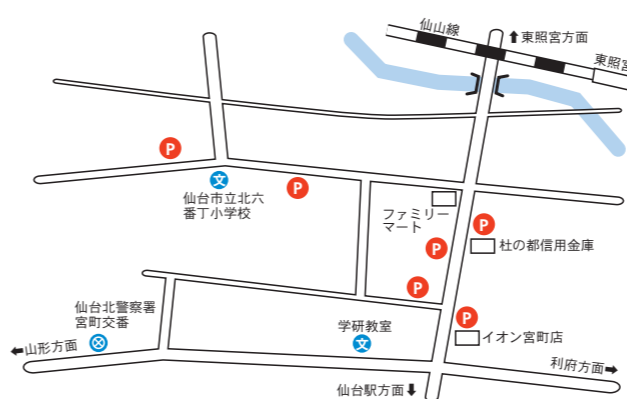 仙山線
東照宮方面
東照宮
P
文
P
仙台市立北六
番丁小学校
ファミリー
マート
P
杜の都信用金庫
P
P
仙台北警察署
宮町交番
学研教室
文
P
イオン宮町店
山形方面
利府方面
仙台駅方面